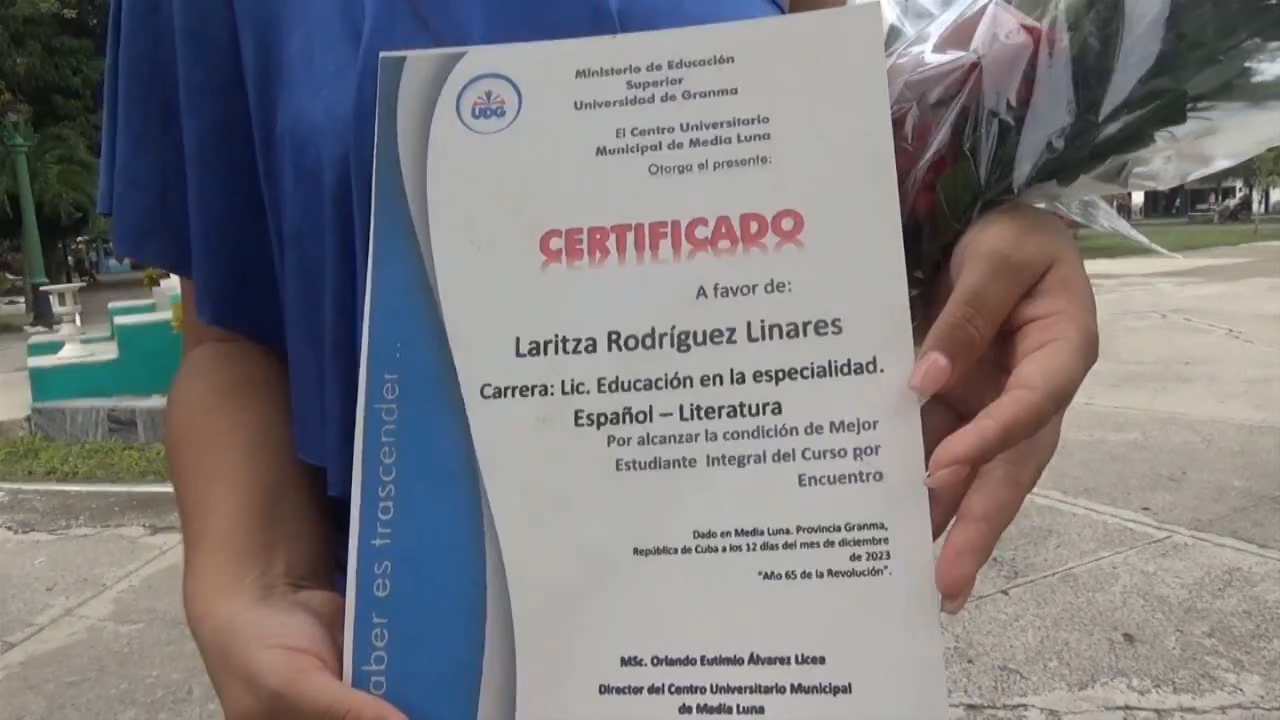 UDG
Ministerio de Educación
Superior
Universidad de Granma
El Centro Universitario
Municipal de Media Luna
Otorga el presente:
CERTIFICADO
A favor de:
Laritza Rodríguez Linares
Carrera: Lic. Educación en la especialidad.
Español – Literatura
Por alcanzar la condición de Mejor
Estudiante Integral del Curso por
Encuentro
Dado en Media Luna. Provincia Granma,
República de Cuba a los 12 días del mes de diciembre
de 2023
“Año 65 de la Revolución”.
MSc. Orlando Eutimio Álvarez Licea
Director del Centro Universitario Municipal
de Media Luna
aber es trascender ..